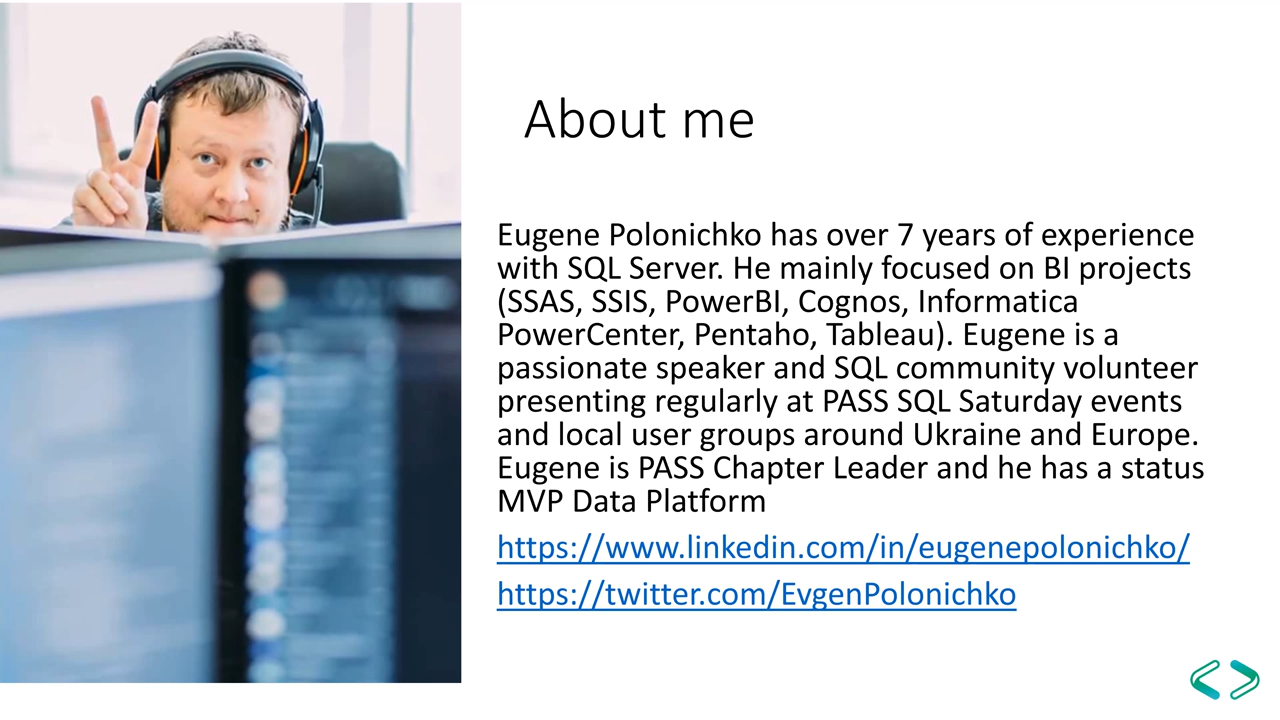 About me
Eugene Polonichko has over 7 years of experience
with SQL Server. He mainly focused on BI projects
(SSAS, SSIS, PowerBI, Cognos, Informatica
PowerCenter, Pentaho, Tableau). Eugene is a
passionate speaker and SQL community volunteer
presenting regularly at PASS SQL Saturday events
and local user groups around Ukraine and Europe.
Eugene is PASS Chapter Leader and he has a status
MVP Data Platform
https://www.linkedin.com/in/eugenepolonichko/
https://twitter.com/EvgenPolonichko